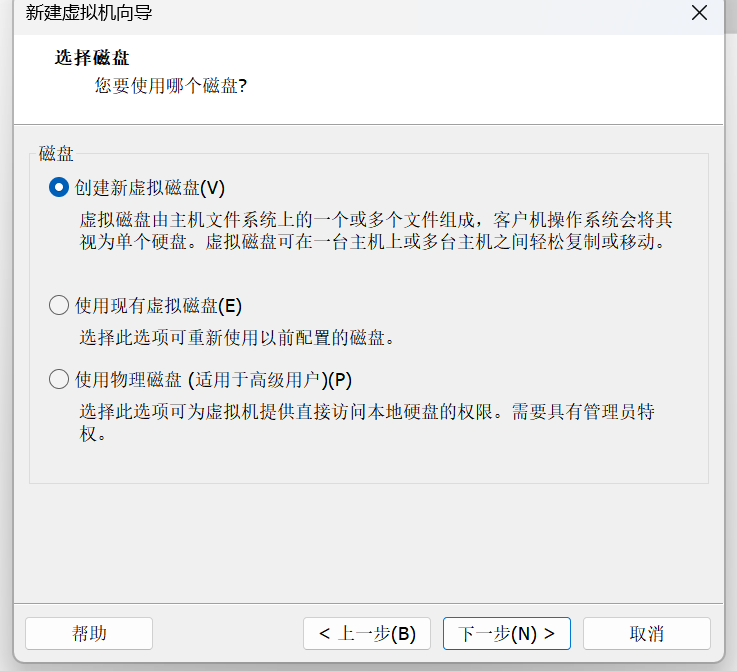 新建虚拟机向导
选择磁盘
您要使用哪个磁盘?
磁盘
创建新虚拟磁盘(V)
虚拟磁盘由主机文件系统上的一个或多个文件组成，客户机操作系统会将其
视为单个硬盘。虚拟磁盘可在一台主机上或多台主机之间轻松复制或移动。
使用现有虚拟磁盘(E)
选择此选项可重新使用以前配置的磁盘。
使用物理磁盘 (适用于高级用户)(P)
选择此选项可为虚拟机提供直接访问本地硬盘的权限。需要具有管理员特
权。
帮助
< 上一步(B)
下一步(N) >
取消